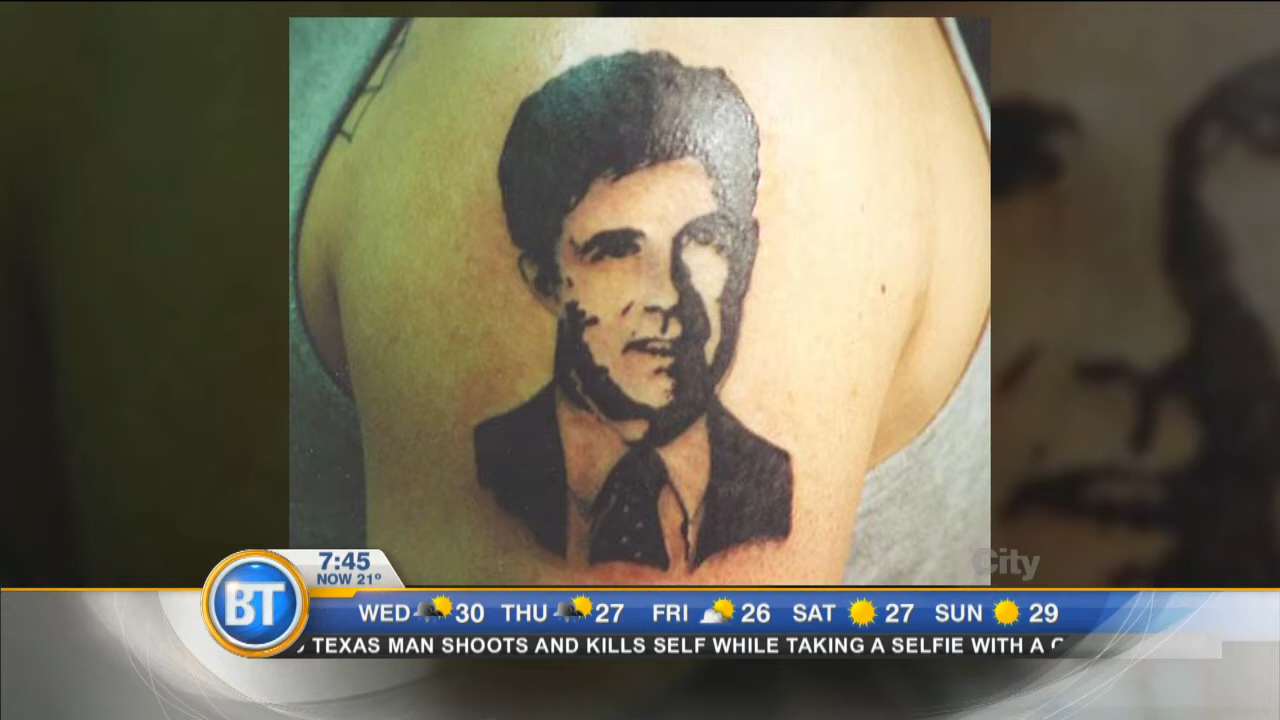 City
7:45
NOW 21°
BT
WED 30 THU 27 FRI 26 SAT 27 SUN 29
TEXAS MAN SHOOTS AND KILLS SELF WHILE TAKING A SELFIE WITH A